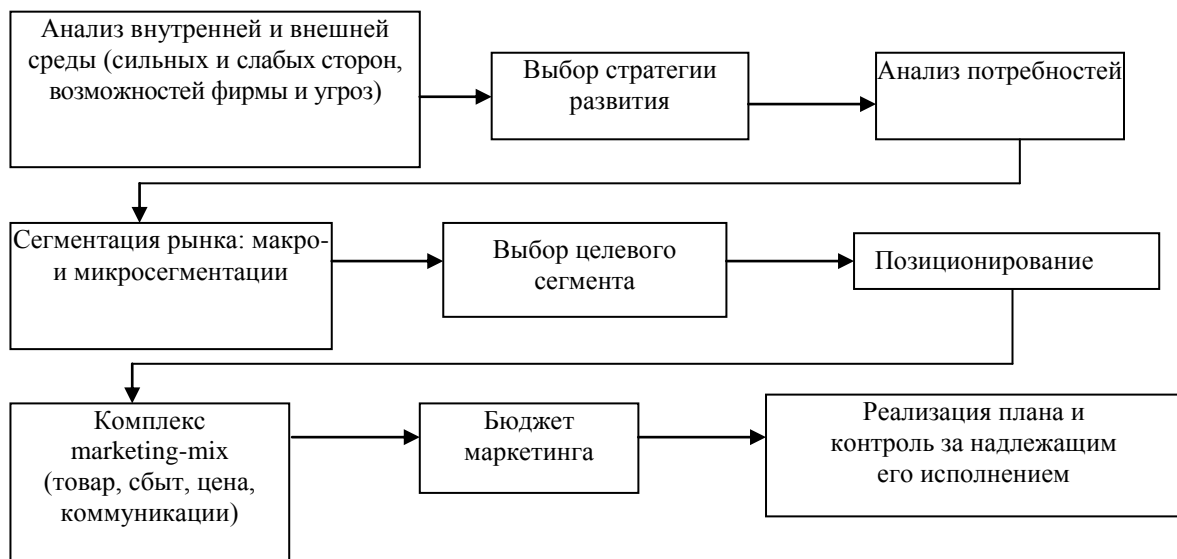 Анализ внутренней и внешней
среды (сильных и слабых сторон,
возможностей фирмы и угроз)
Выбор стратегии
развития
Анализ потребностей
Сегментация рынка: макро-
и микросегментации
Выбор целевого
сегмента
Позиционирование
Комплекс
marketing-mix
(товар, сбыт, цена,
коммуникации)
Бюджет
маркетинга
Реализация плана и
контроль за надлежащим
его исполнением